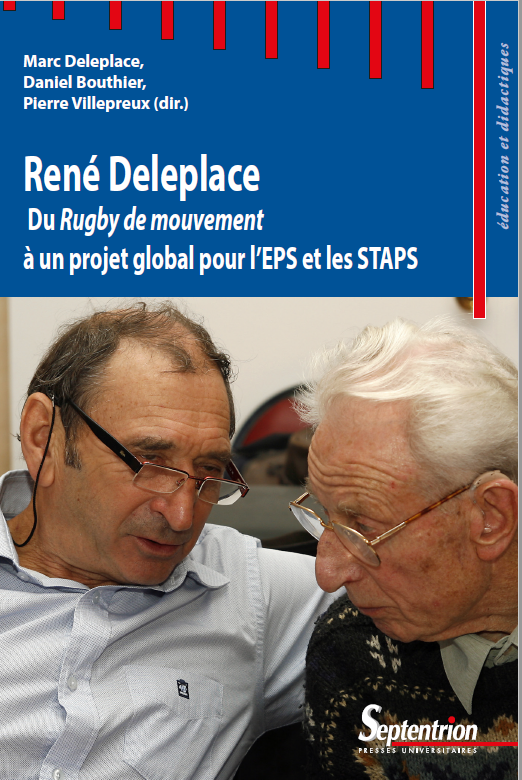 Marc Deleplace,
Daniel Bouthier,
Pierre Villepreux (dir.)
René Deleplace
Du Rugby de mouvement
à un projet global pour l'EPS et les STAPS
éducation et didactiques
Septentrion
PRESSES UNIVERSITAIRES